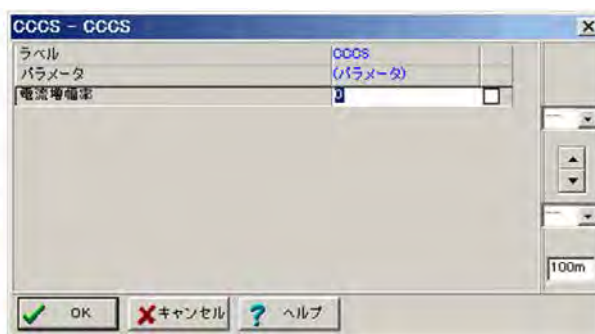 CCCS - CCCS
ラベル CCCS
パラメータ (パラメータ)
電流増幅率 0
---
---
100m
OK キャンセル ? ヘルプ